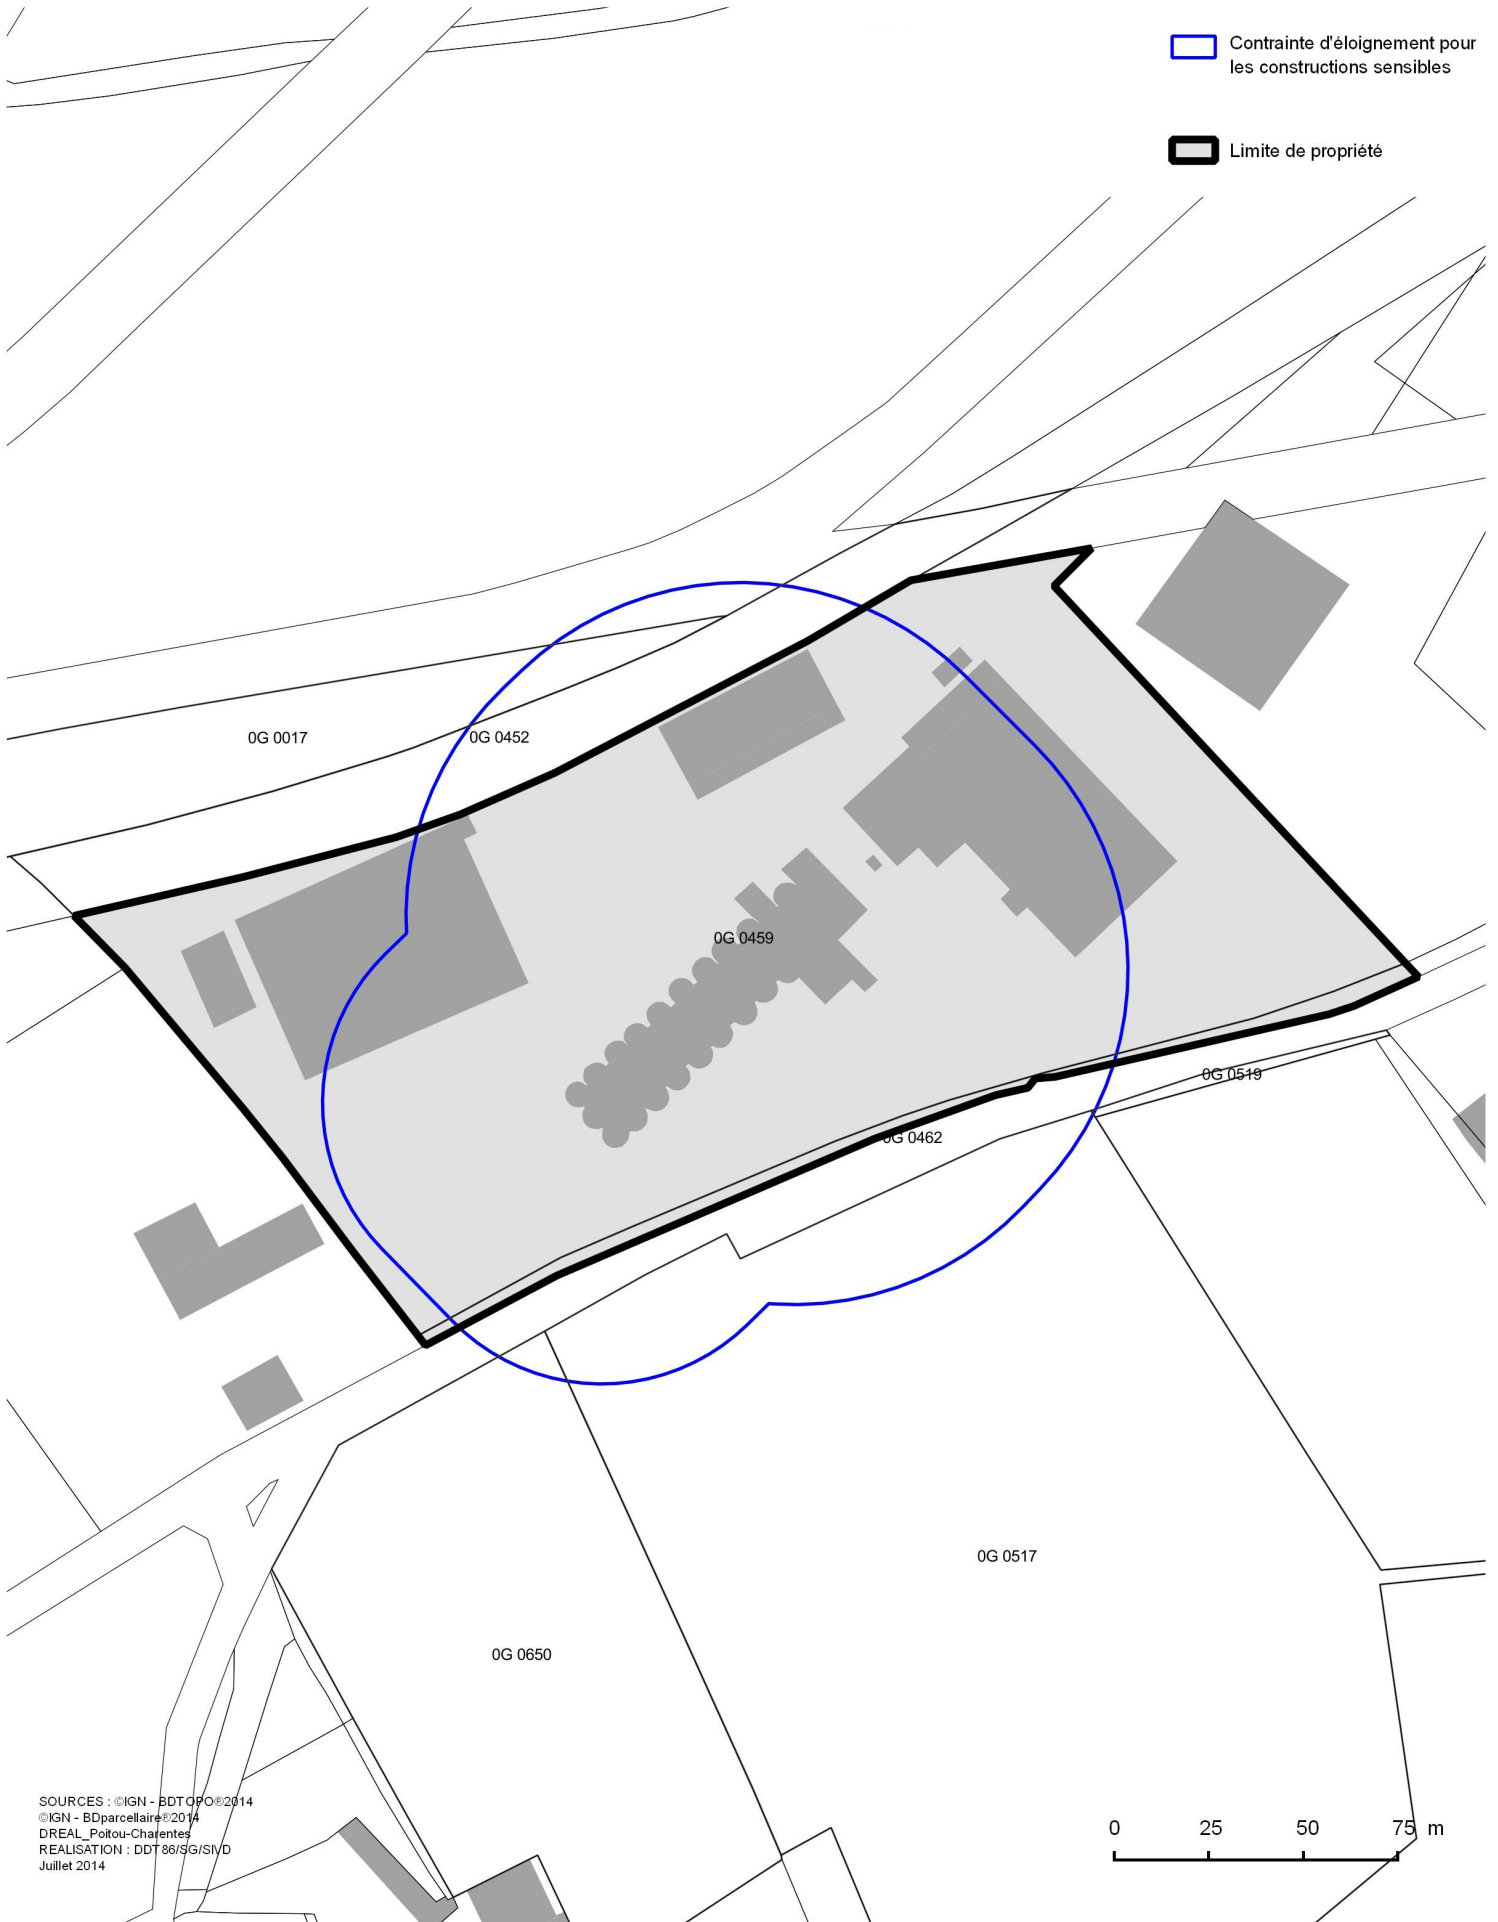 Contrainte d'éloignement pour
les constructions sensibles
Limite de propriété
0G 0017
0G 0452
0G 0459
0G 0519
0G 0462
0G 0517
0G 0650
SOURCES : ©IGN - BDTOPO®2014
©IGN - BDparcellaire®2014
DREAL_Poitou-Charentes
REALISATION : DDT86/SG/SIVD
Juillet 2014
0 25 50 75 m